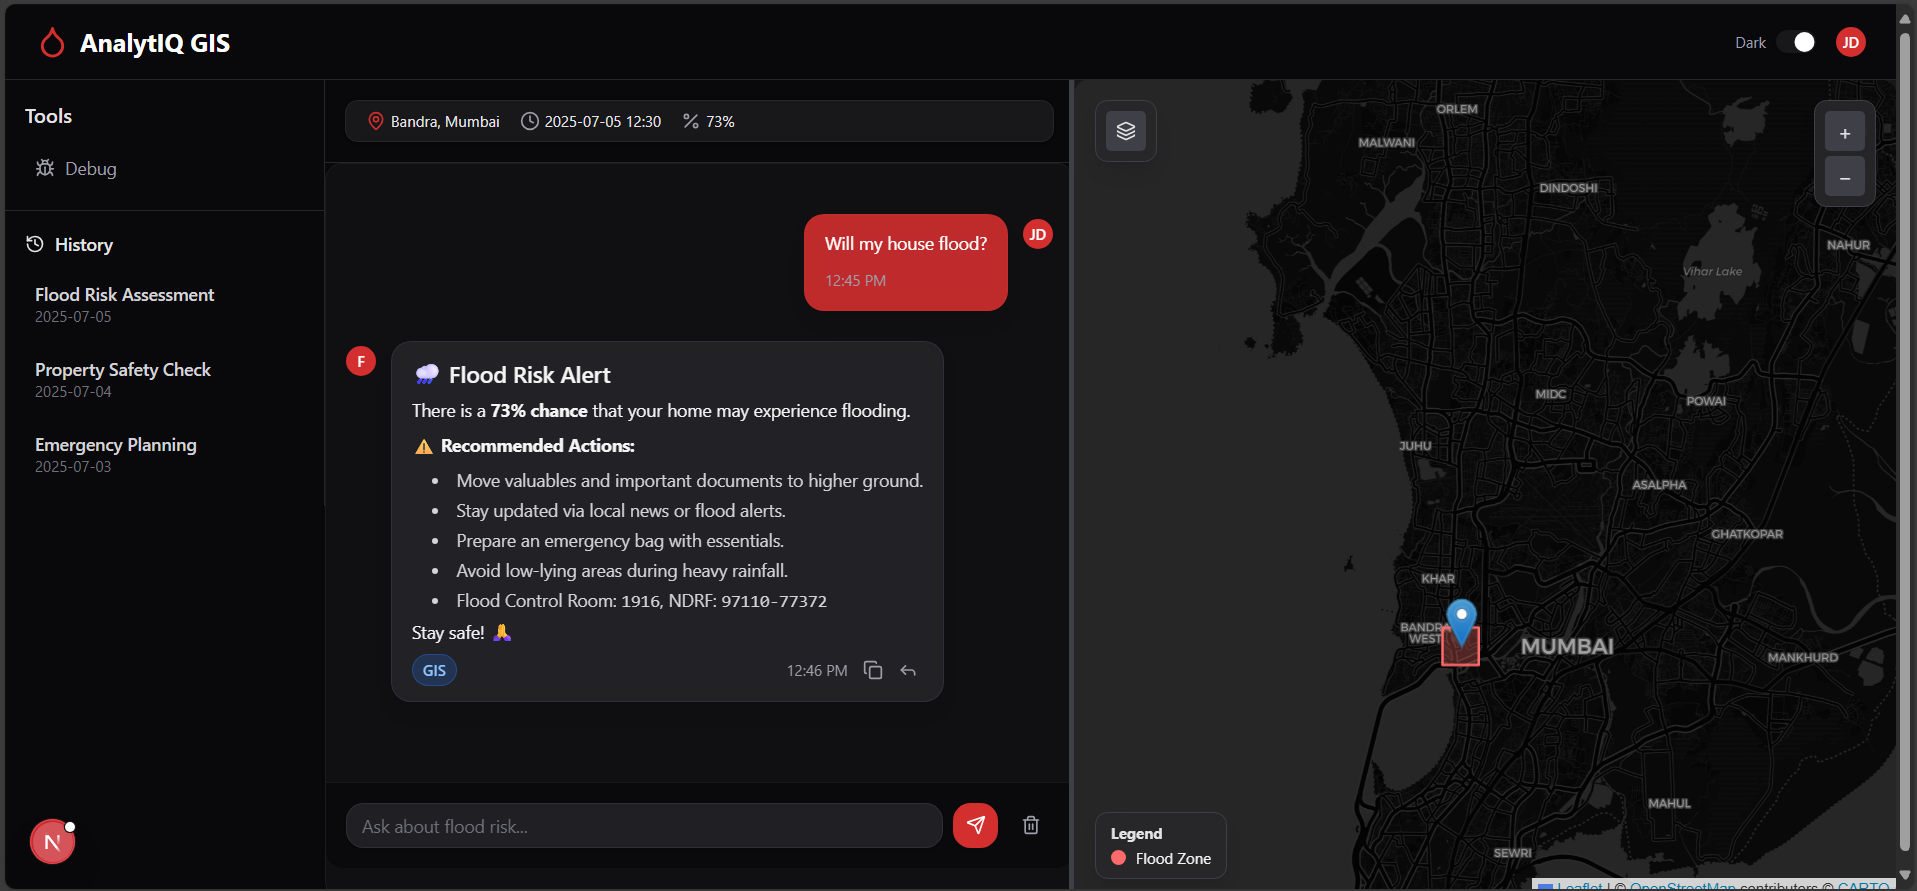 AnalytIQ GIS
Dark
JD
Tools
Debug
History
Flood Risk Assessment
2025-07-05
Property Safety Check
2025-07-04
Emergency Planning
2025-07-03
N
Bandra, Mumbai 2025-07-05 12:30 73%
Will my house flood?
12:45 PM
JD
F
Flood Risk Alert
There is a 73% chance that your home may experience flooding.
Recommended Actions:
• Move valuables and important documents to higher ground.
• Stay updated via local news or flood alerts.
• Prepare an emergency bag with essentials.
• Avoid low-lying areas during heavy rainfall.
• Flood Control Room: 1916, NDRF: 97110-77372
Stay safe!
GIS
12:46 PM
Ask about flood risk...
+
−
ORLEM
MALWANI
DINDOSHI
NAHUR
Vihar Lake
MIDC
POWAI
JUHU
ASALPHA
GHATKOPAR
KHAR
BANDRA
WEST
MUMBAI
MANKHURD
MAHUL
SEWRI
Legend
Flood Zone
Leaflet | © OpenStreetMap contributors © CARTO